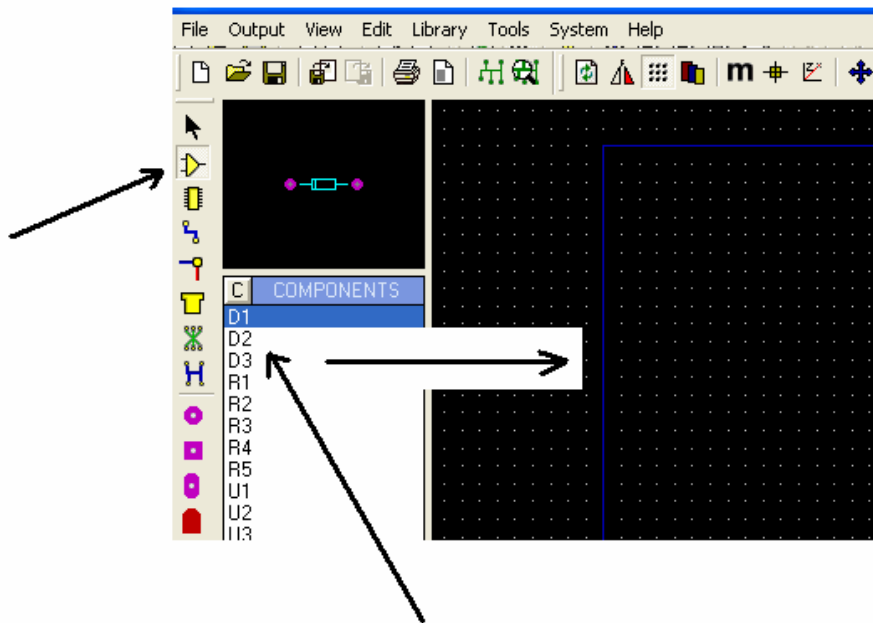 File Output View Edit Library Tools System Help
m
C COMPONENTS
D1
D2
D3
R1
R2
R3
R4
R5
U1
U2
U3